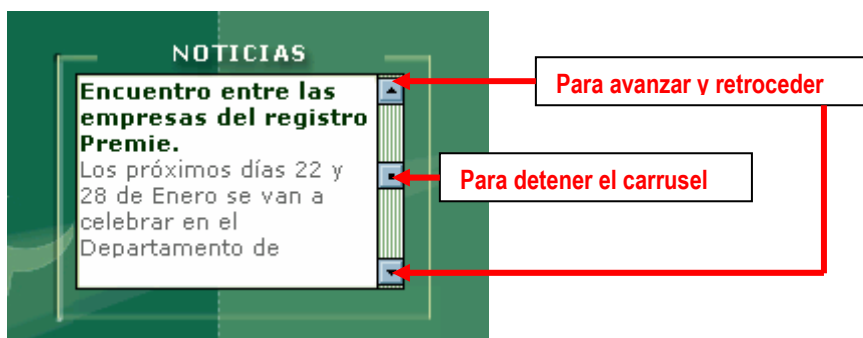 NOTICIAS
Encuentro entre las
empresas del registro
Premie.
Los próximos días 22 y
28 de Enero se van a
celebrar en el
Departamento de
Para avanzar y retroceder
Para detener el carrusel